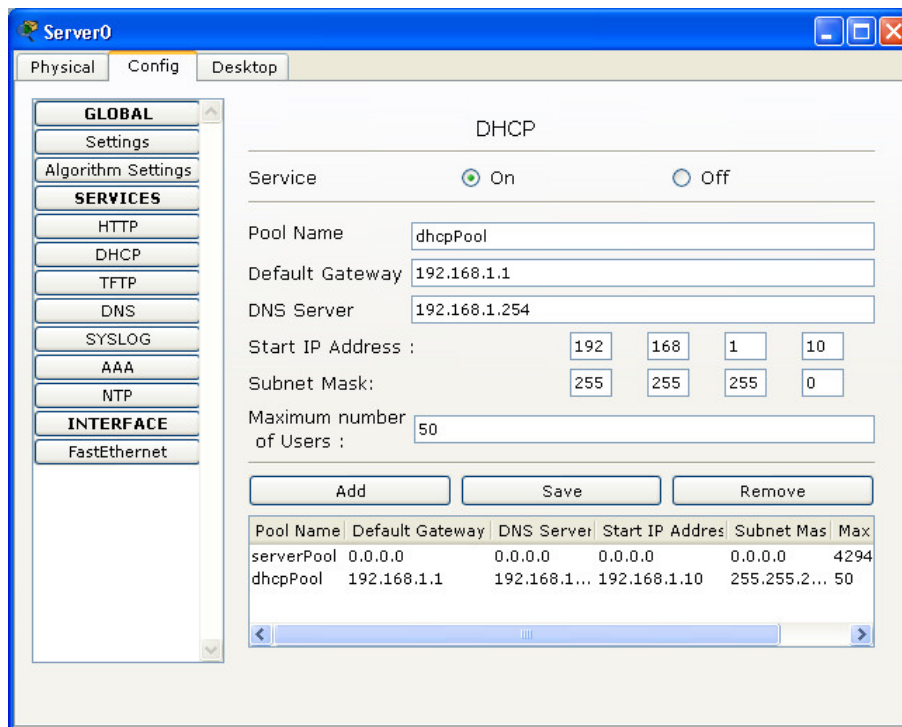 Server0
Physical Config Desktop
GLOBAL
Settings
Algorithm Settings
SERVICES
HTTP
DHCP
TFTP
DNS
SYSLOG
AAA
NTP
INTERFACE
FastEthernet
DHCP
Service On Off
Pool Name dhcpPool
Default Gateway 192.168.1.1
DNS Server 192.168.1.254
Start IP Address : 192 168 1 10
Subnet Mask: 255 255 255 0
Maximum number
of Users : 50
Add Save Remove
Pool Name Default Gateway DNS Server Start IP Addres Subnet Mas Max
serverPool 0.0.0.0 0.0.0.0 0.0.0.0 0.0.0.0 4294
dhcpPool 192.168.1.1 192.168.1... 192.168.1.10 255.255.2... 50